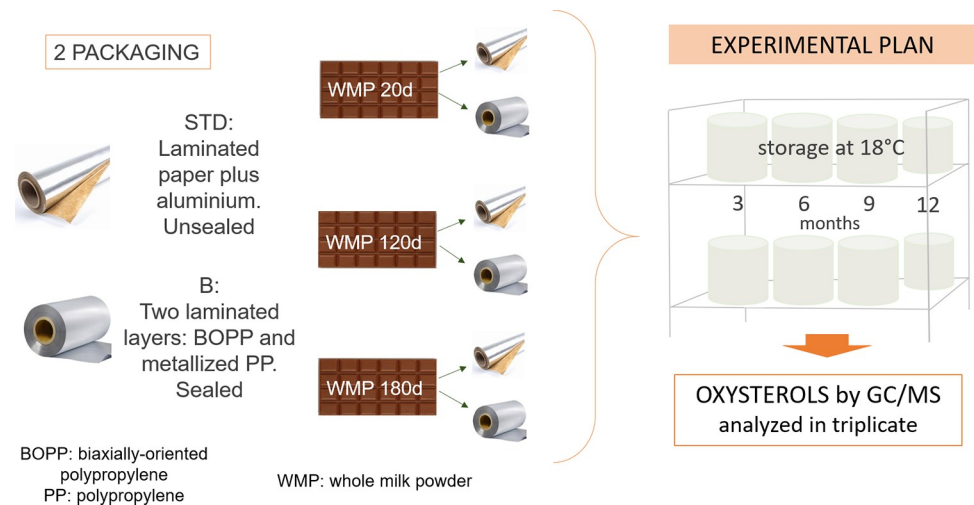 2 PACKAGING
STD:
Laminated
paper plus
aluminium.
Unsealed
B:
Two laminated
layers: BOPP and
metallized PP.
Sealed
BOPP: biaxially-oriented
polypropylene
PP: polypropylene
WMP 20d
WMP 120d
WMP 180d
WMP: whole milk powder
EXPERIMENTAL PLAN
storage at 18°C
3 6 9 12
months
OXYSTEROLS by GC/MS
analyzed in triplicate